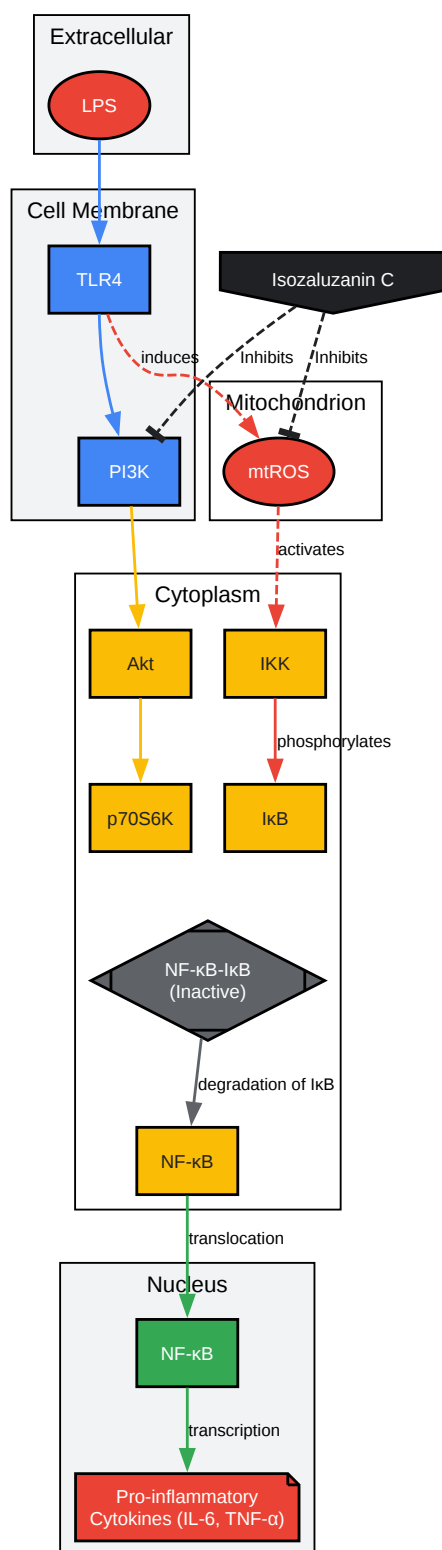 Extracellular
LPS
Cell Membrane
TLR4
Isozaluzanin C
induces
Inhibits
Inhibits
Mitochondrion
PI3K
mtROS
activates
Cytoplasm
Akt
IKK
phosphorylates
p70S6K
IκB
NF-κB-IκB
(Inactive)
degradation of IκB
NF-κB
translocation
Nucleus
NF-κB
transcription
Pro-inflammatory
Cytokines (IL-6, TNF-α)